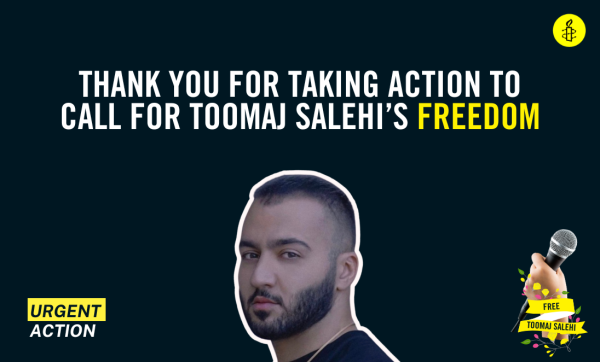 THANK YOU FOR TAKING ACTION TO
CALL FOR TOOMAJ SALEHI'S FREEDOM
URGENT
ACTION
FREE
TOOMAJ SALEHI